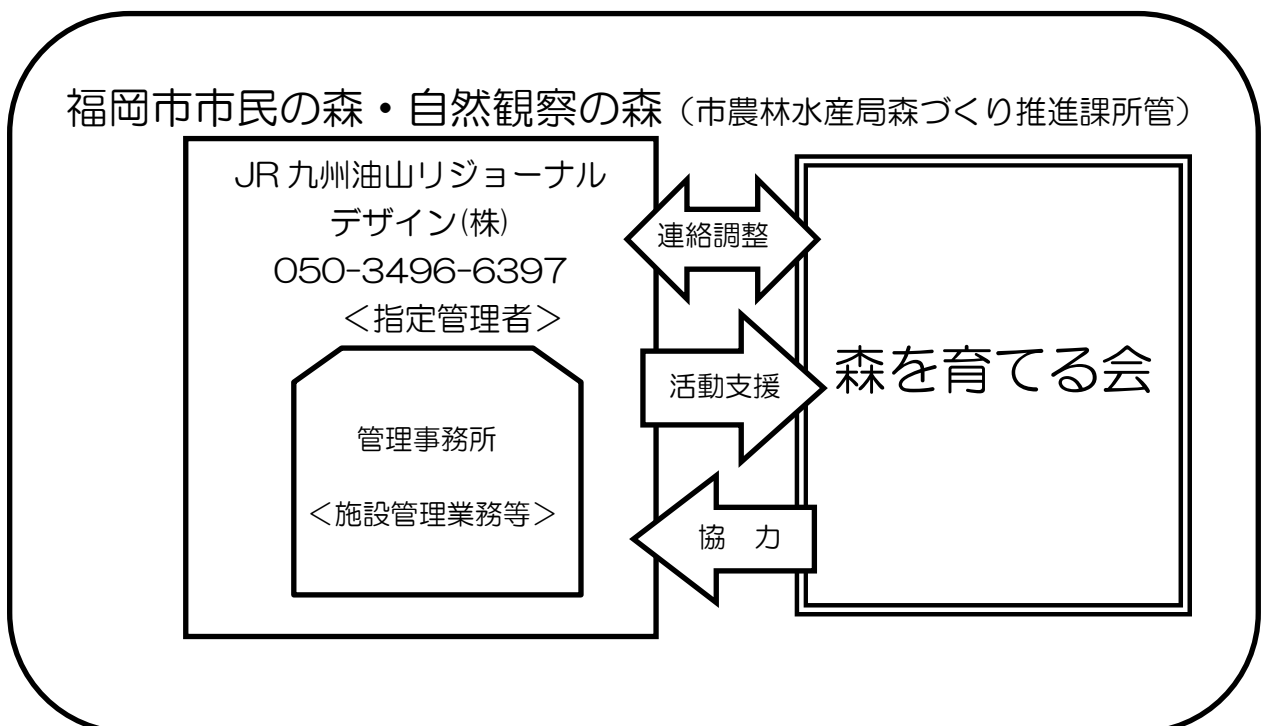 福岡市市民の森・自然観察の森（市農林水産局森づくり推進課所管）
JR九州油山リジョーナル
デザイン(株)
050-3496-6397
＜指定管理者＞
管理事務所
＜施設管理業務等＞
連絡調整
活動支援
協　力
森を育てる会